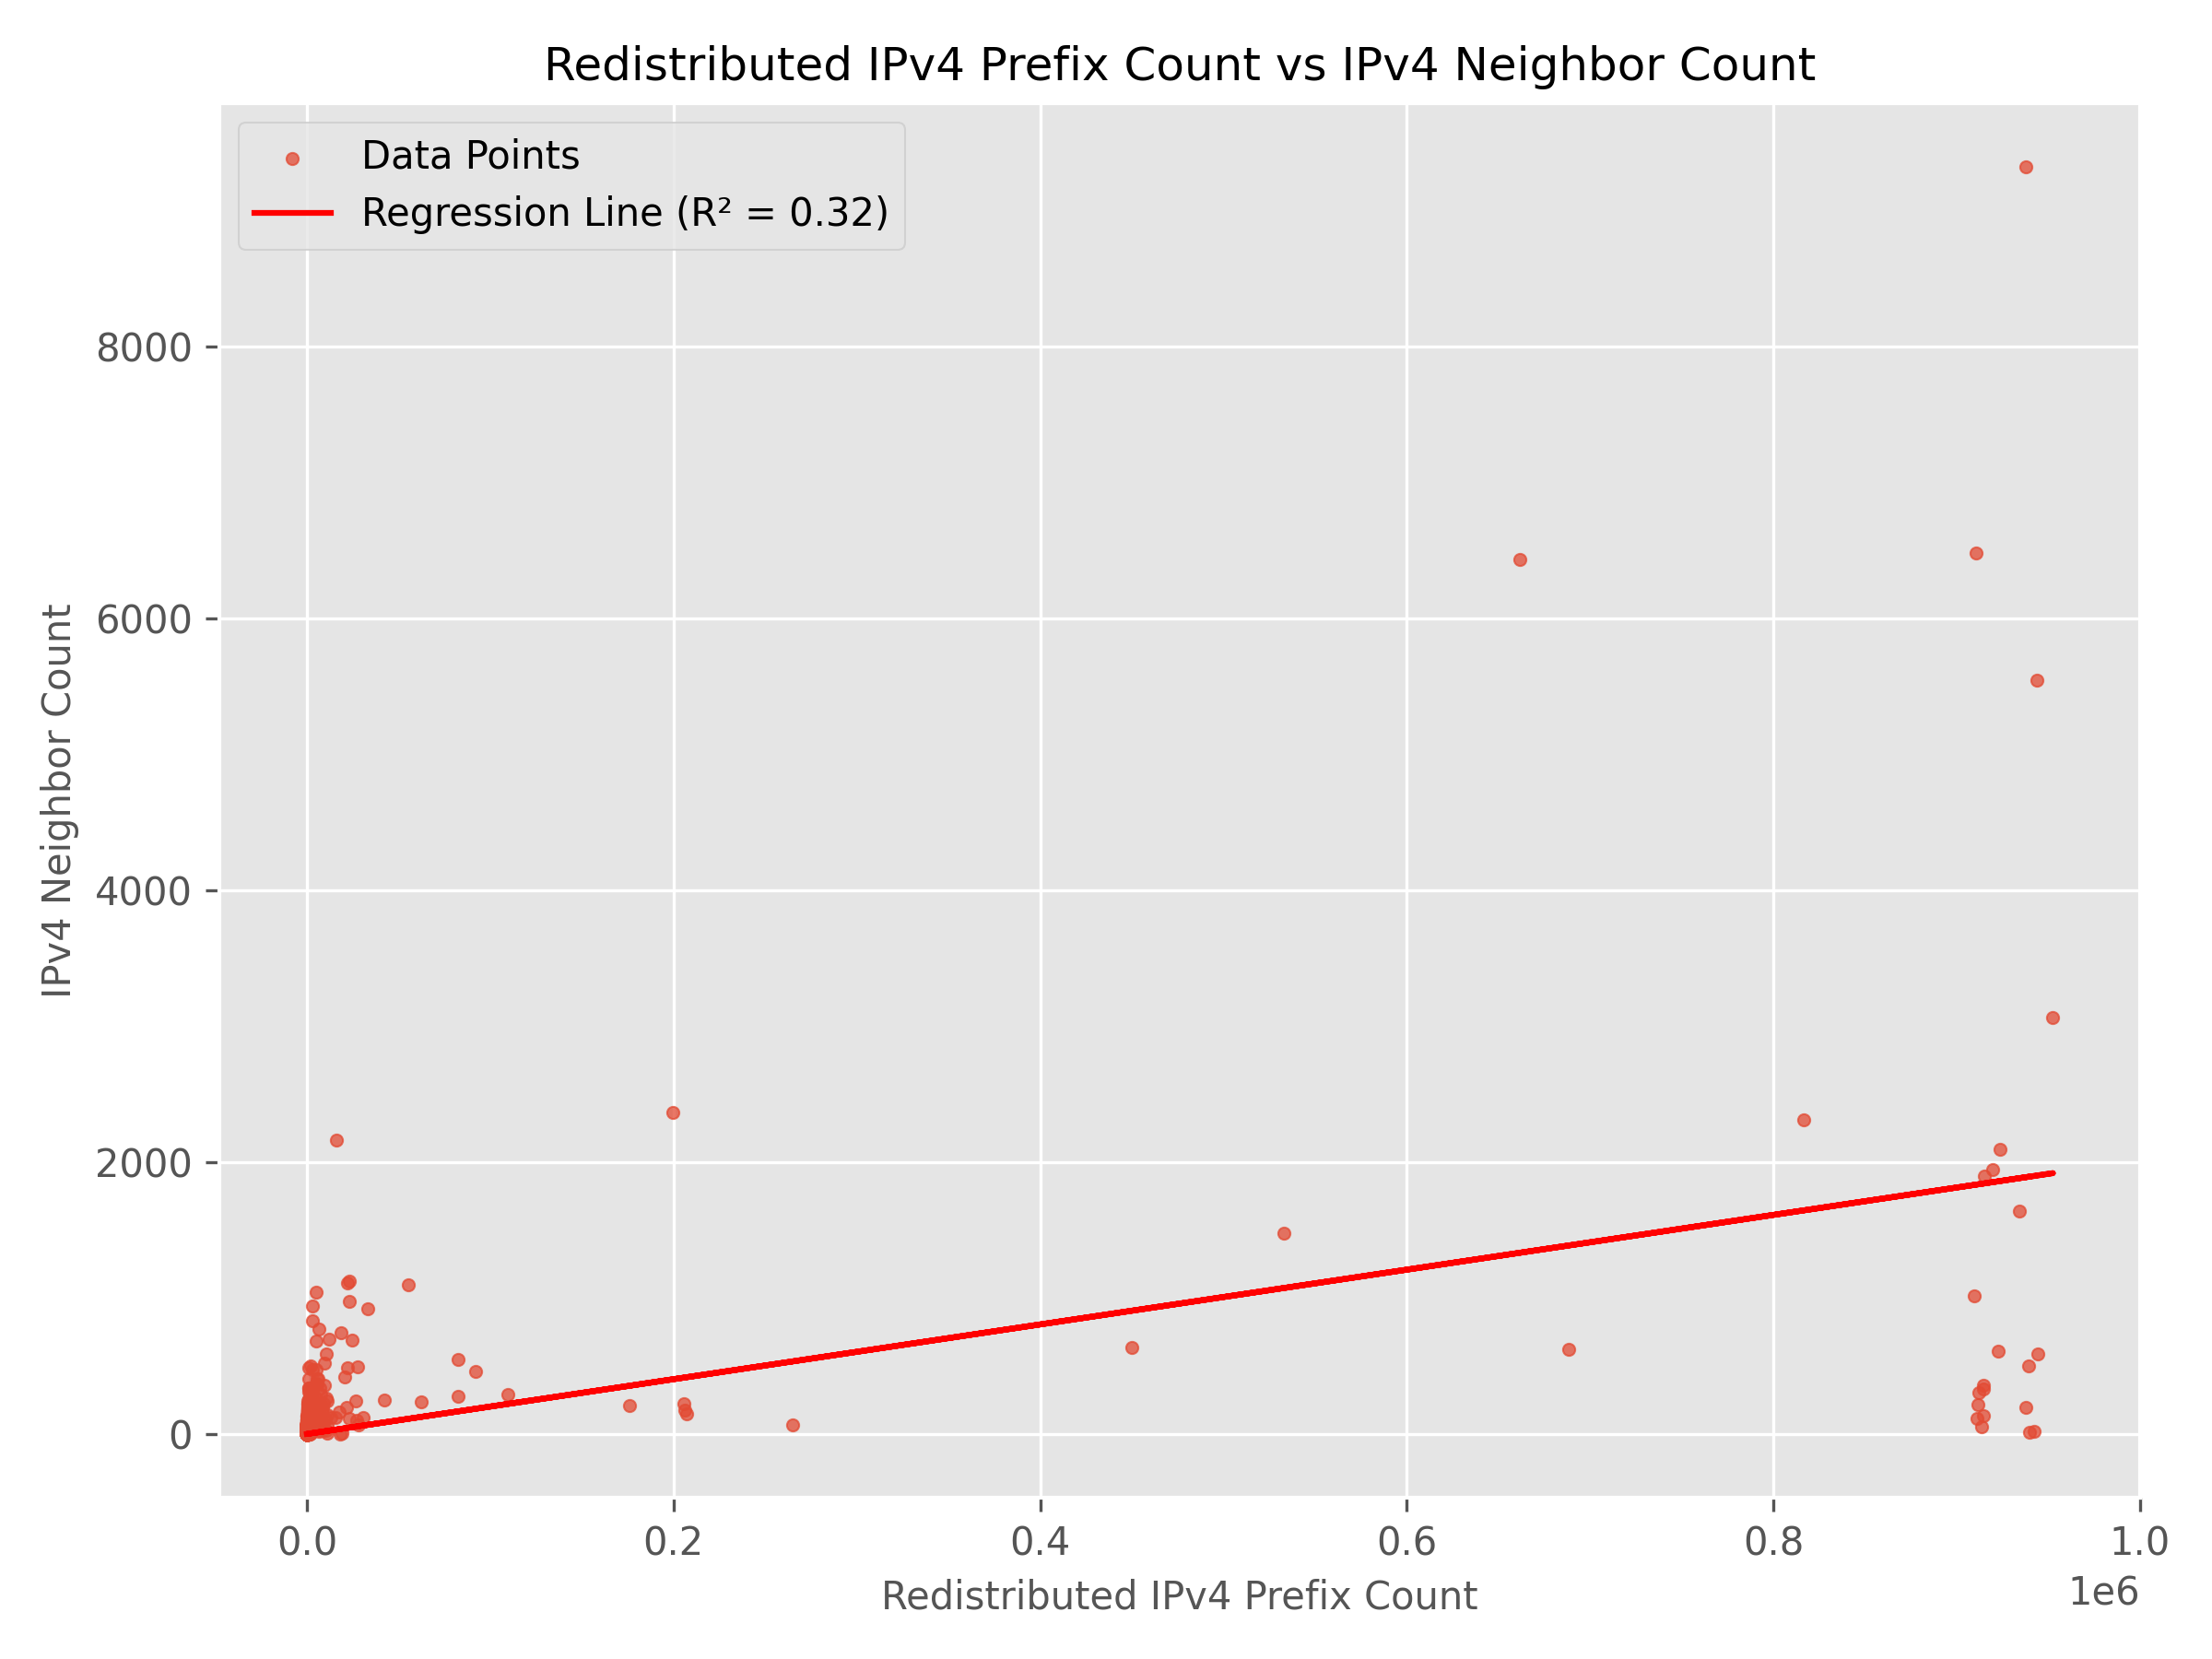 Redistributed IPv4 Prefix Count vs IPv4 Neighbor Count
Data Points
Regression Line (R² = 0.32)
8000
6000
4000
2000
0
IPv4 Neighbor Count
0.0
0.2
0.4
0.6
0.8
1.0
1e6
Redistributed IPv4 Prefix Count